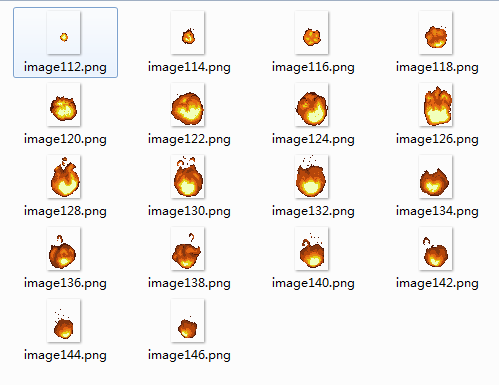 image112.png
image114.png
image116.png
image118.png
image120.png
image122.png
image124.png
image126.png
image128.png
image130.png
image132.png
image134.png
image136.png
image138.png
image140.png
image142.png
image144.png
image146.png